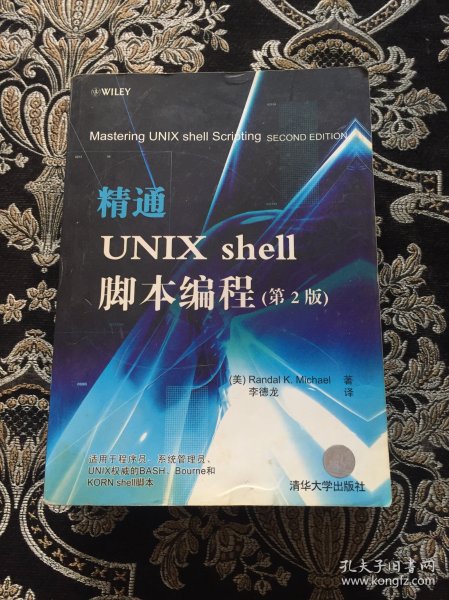 WILEY
Mastering UNIX shell Scripting SECOND EDITION
精通
UNIX shell
脚本编程(第2版)
(美) Randal K. Michael 著
李德龙 译
适用于程序员、系统管理员、
UNIX权威的BASH、Bourne和
KORN shell脚本
清华大学出版社
孔夫子旧书网
www.kongfz.com